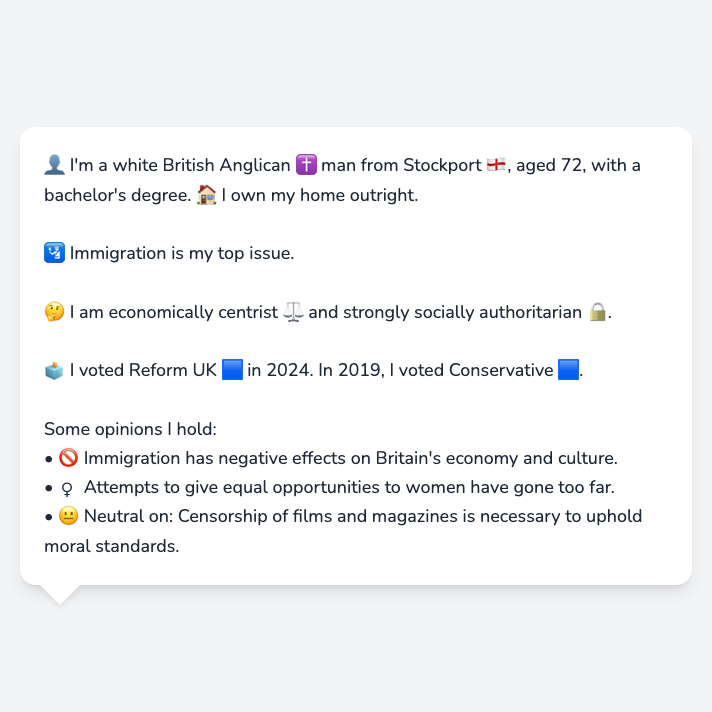 👤 I'm a white British Anglican ✝️ man from Stockport 🏴󠁧󠁢󠁥󠁮󠁧󠁿, aged 72, with a
bachelor's degree. 🏠 I own my home outright.
🛂 Immigration is my top issue.
🤔 I am economically centrist ⚖️ and strongly socially authoritarian 🔒.
🗳️ I voted Reform UK 🟦 in 2024. In 2019, I voted Conservative 🟦.
Some opinions I hold:
• 🚫 Immigration has negative effects on Britain's economy and culture.
• ♀ Attempts to give equal opportunities to women have gone too far.
• 😐 Neutral on: Censorship of films and magazines is necessary to uphold
moral standards.